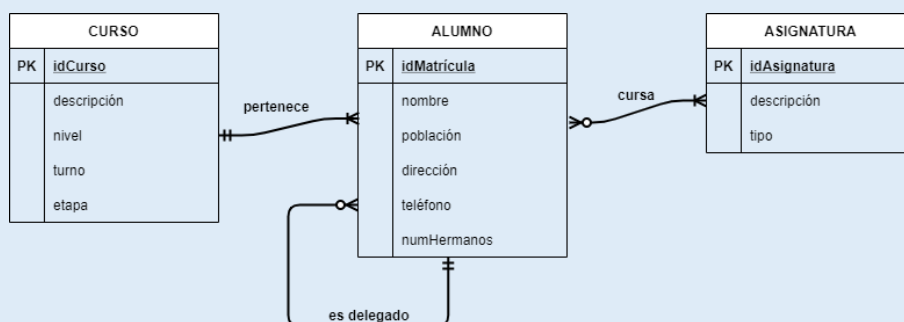 CURSO
PK idCurso
descripción
nivel
turno
etapa
pertenece
ALUMNO
PK idMatrícula
nombre
población
dirección
teléfono
numHermanos
cursa
ASIGNATURA
PK idAsignatura
descripción
tipo
es delegado